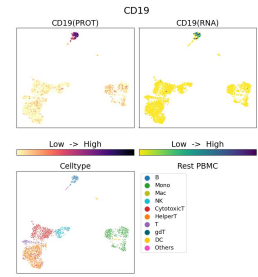 CD19
CD19(PROT) CD19(RNA)
Low -> High Low -> High
Celltype Rest PBMC
B
Mono
Mac
NK
CytotoxicT
HelperT
T
gdT
DC
Others